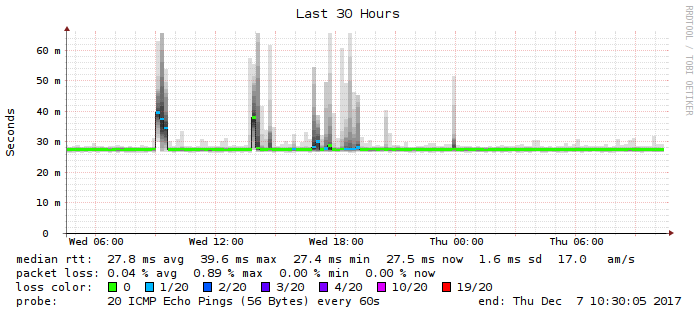 Last 30 Hours
RRDTOOL / TOBI OETIKER
Seconds
60 m
50 m
40 m
30 m
20 m
10 m
0
Wed 06:00 Wed 12:00 Wed 18:00 Thu 00:00 Thu 06:00
median rtt: 27.8 ms avg 39.6 ms max 27.4 ms min 27.5 ms now 1.6 ms sd 17.0 am/s
packet loss: 0.04 % avg 0.89 % max 0.00 % min 0.00 % now
loss color: 0 1/20 2/20 3/20 4/20 10/20 19/20
probe: 20 ICMP Echo Pings (56 Bytes) every 60s end: Thu Dec 7 10:30:05 2017